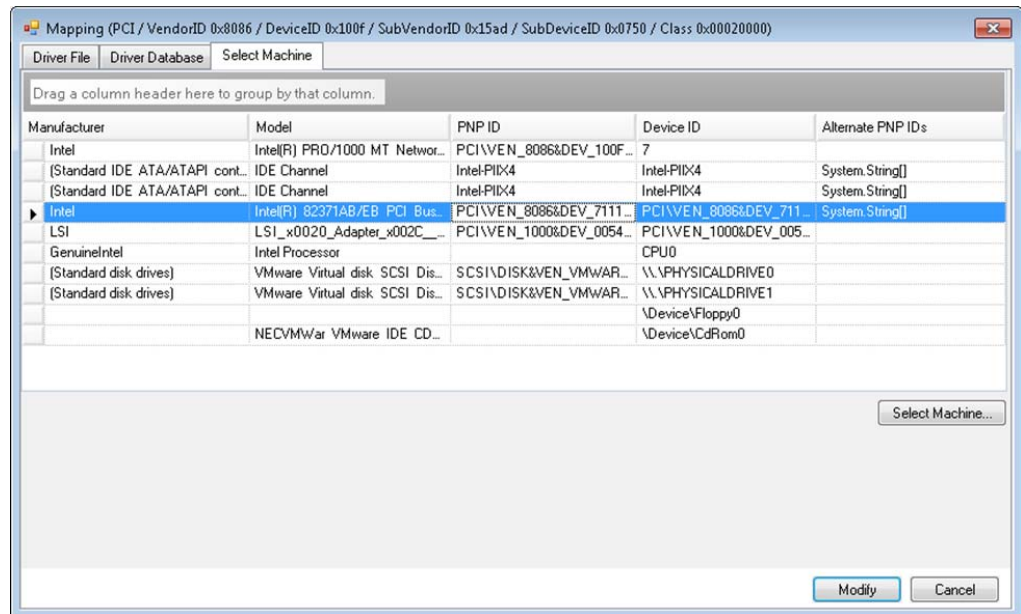 Mapping (PCI / VendorID 0x8086 / DeviceID 0x100f / SubVendorID 0x15ad / SubDeviceID 0x0750 / Class 0x00020000)
Driver File Driver Database Select Machine
Drag a column header here to group by that column.
Manufacturer Model PNP ID Device ID Alternate PNP IDs
Intel Intel(R) PRO/1000 MT Networ... PCI\VEN_8086&DEV_100F... 7
(Standard IDE ATA/ATAPI cont... IDE Channel Intel-PIIX4 Intel-PIIX4 System.String[]
(Standard IDE ATA/ATAPI cont... IDE Channel Intel-PIIX4 Intel-PIIX4 System.String[]
Intel Intel(R) 82371AB/EB PCI Bus... PCI\VEN_8086&DEV_7111... PCI\VEN_8086&DEV_711... System.String[]
LSI LSI_x0020_Adapter_x002C__... PCI\VEN_1000&DEV_0054... PCI\VEN_1000&DEV_005...
GenuineIntel Intel Processor CPU0
(Standard disk drives) VMware Virtual disk SCSI Dis... SCSI\DISK&VEN_VMWAR... \\.\PHYSICALDRIVE0
(Standard disk drives) VMware Virtual disk SCSI Dis... SCSI\DISK&VEN_VMWAR... \\.\PHYSICALDRIVE1
\Device\Floppy0
NECVMWar VMware IDE CD... \Device\CdRom0
Select Machine...
Modify Cancel